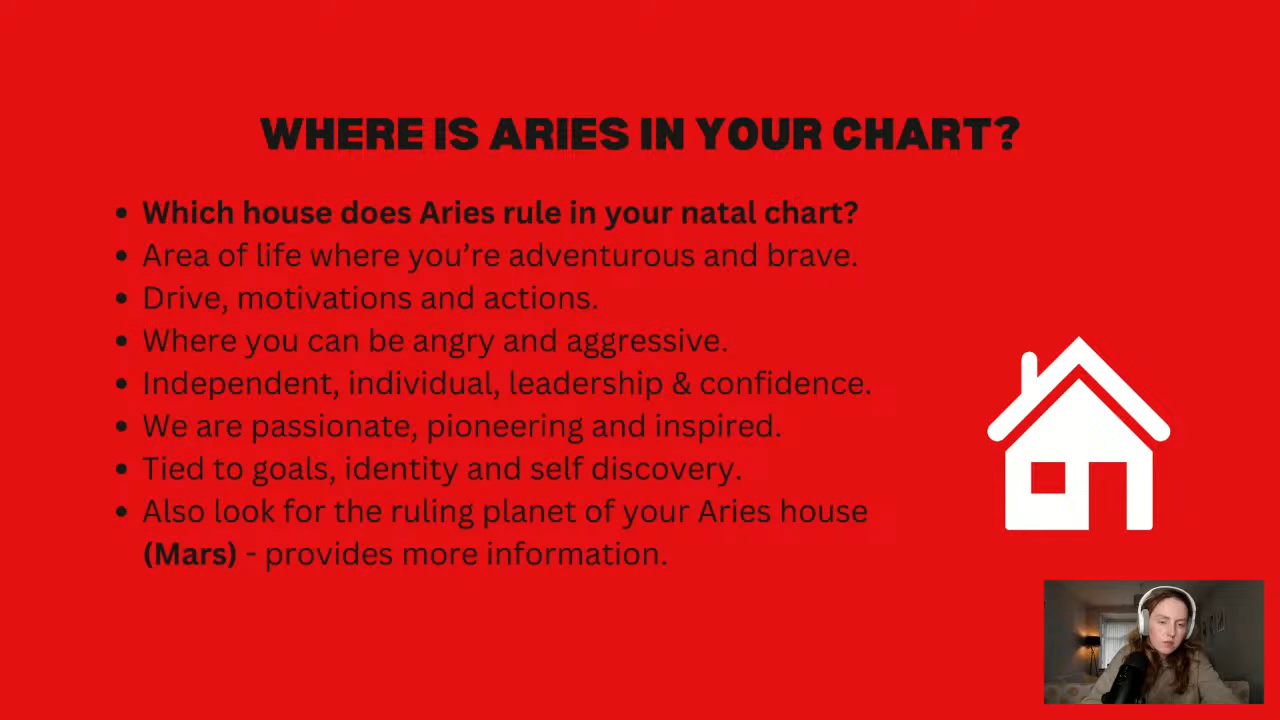 WHERE IS ARIES IN YOUR CHART?
• Which house does Aries rule in your natal chart?
• Area of life where you’re adventurous and brave.
• Drive, motivations and actions.
• Where you can be angry and aggressive.
• Independent, individual, leadership & confidence.
• We are passionate, pioneering and inspired.
• Tied to goals, identity and self discovery.
• Also look for the ruling planet of your Aries house
(Mars) - provides more information.